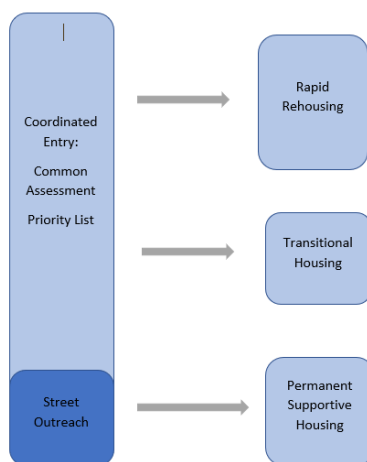 Coordinated
Entry:
Common
Assessment
Priority List
Street
Outreach
Rapid
Rehousing
Transitional
Housing
Permanent
Supportive
Housing